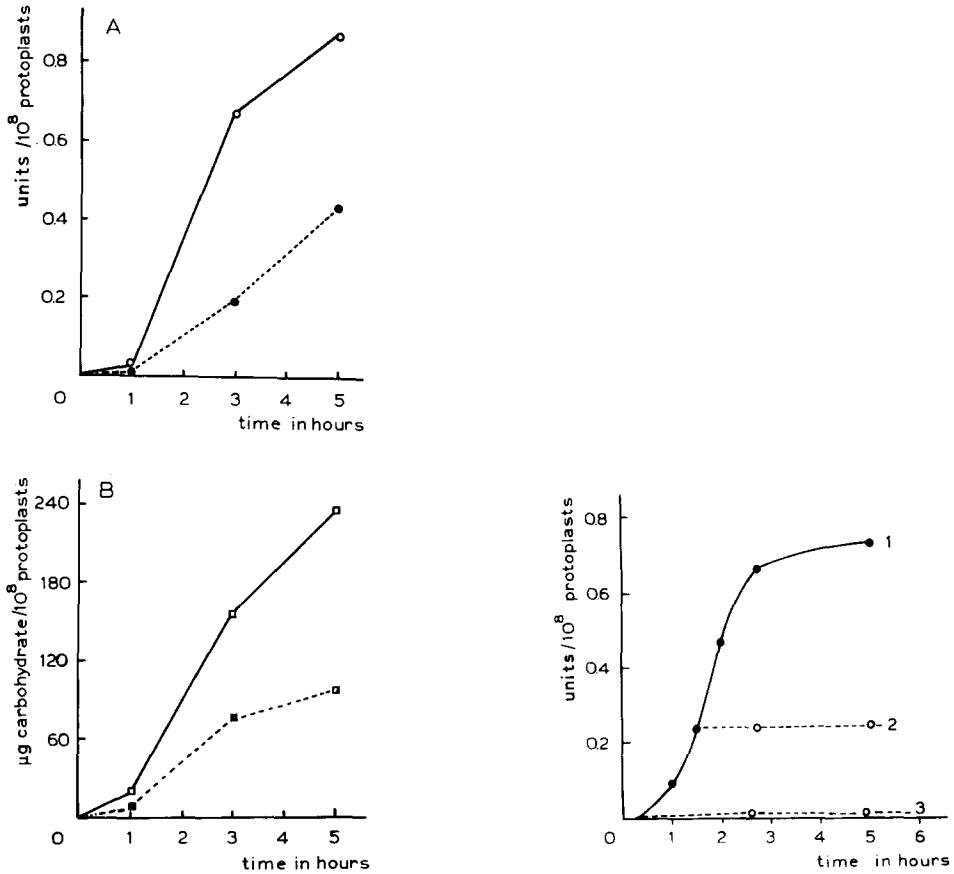 A
units /10⁸ protoplasts
0.8
0.6
0.4
0.2
0 1 2 3 4 5
time in hours
B
µg carbohydrate/10⁸ protoplasts
240
180
120
60
0 1 2 3 4 5
time in hours
units/10⁸ protoplasts
0.8
0.6
0.4
0.2
1
2
3
0 1 2 3 4 5 6
time in hours